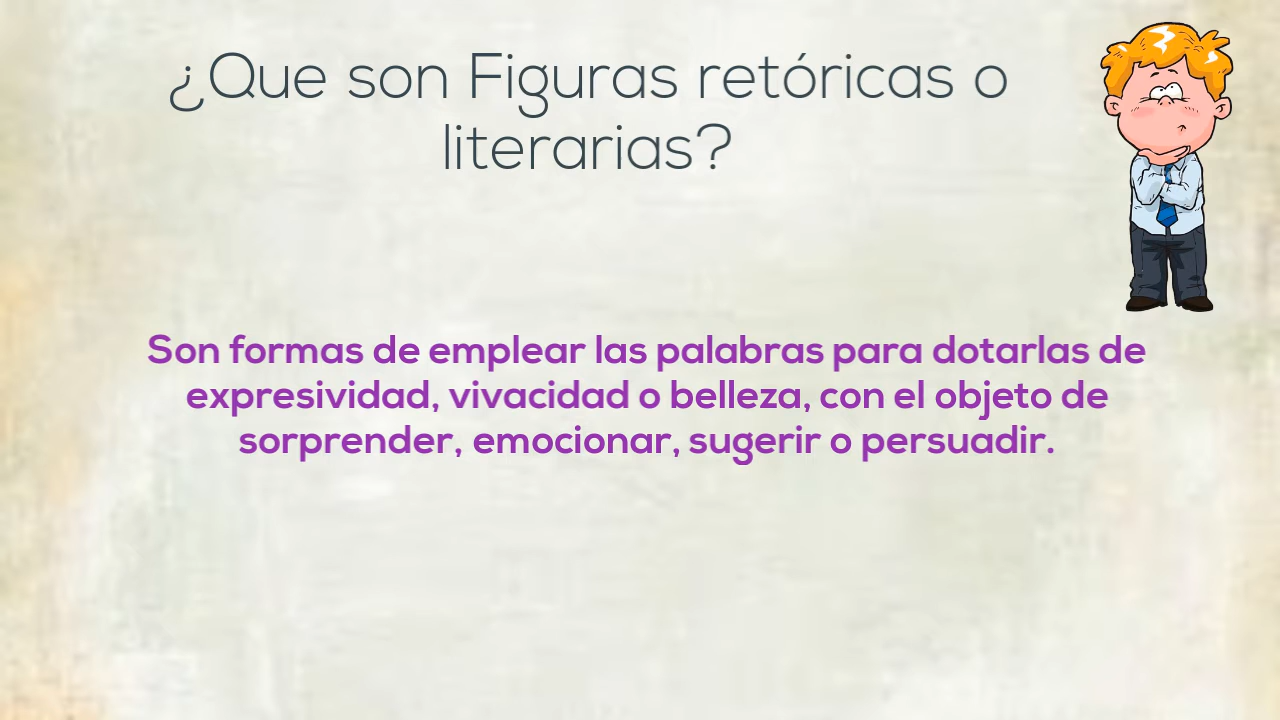 ¿Que son Figuras retóricas o
literarias?
Son formas de emplear las palabras para dotarlas de
expresividad, vivacidad o belleza, con el objeto de
sorprender, emocionar, sugerir o persuadir.